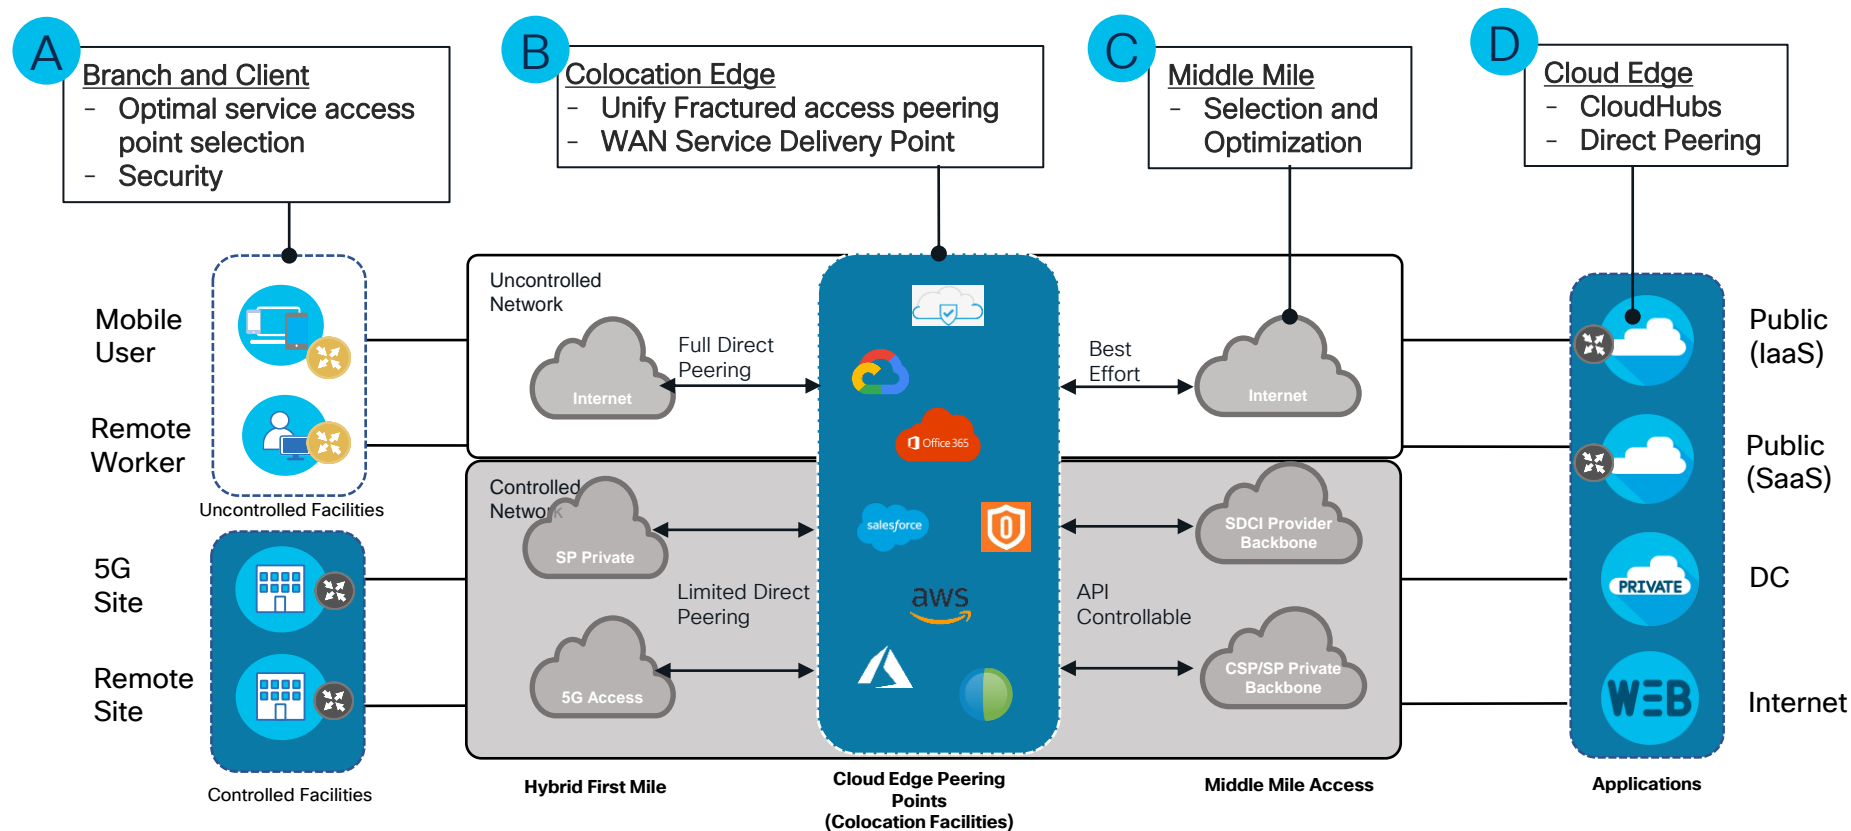 A
Branch and Client
- Optimal service access
point selection
- Security
B
Colocation Edge
- Unify Fractured access peering
- WAN Service Delivery Point
C
Middle Mile
- Selection and
Optimization
D
Cloud Edge
- CloudHubs
- Direct Peering
Mobile
User
Remote
Worker
Uncontrolled Facilities
5G
Site
Remote
Site
Controlled Facilities
Uncontrolled
Network
Internet
Full Direct
Peering
Controlled
Network
SP Private
Limited Direct
Peering
5G Access
Hybrid First Mile
Office 365
salesforce
aws
Cloud Edge Peering
Points
(Colocation Facilities)
Best
Effort
Internet
SDCI Provider
Backbone
API
Controllable
CSP/SP Private
Backbone
Middle Mile Access
Public
(IaaS)
Public
(SaaS)
PRIVATE
DC
WEB
Internet
Applications